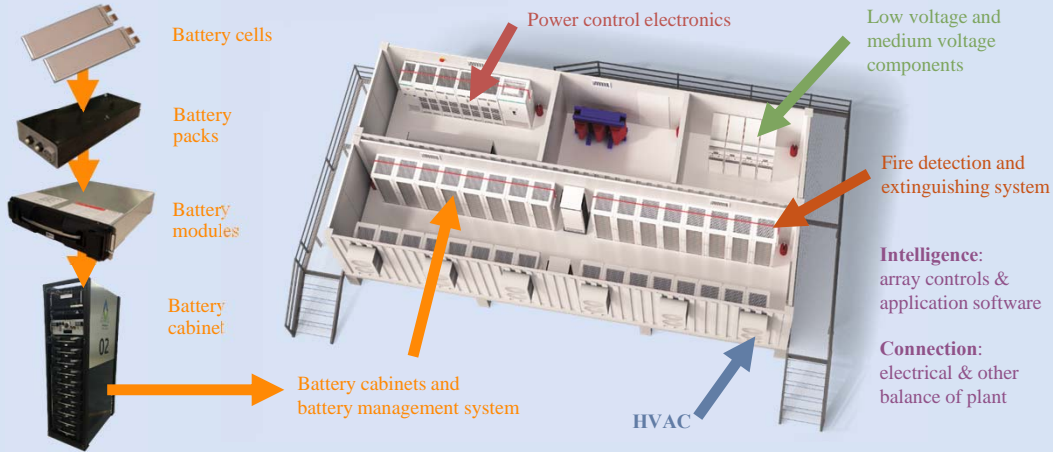 Battery cells
Battery
packs
Battery
modules
Battery
cabinet
02
Battery cabinets and
battery management system
Power control electronics
Low voltage and
medium voltage
components
Fire detection and
extinguishing system
Intelligence:
array controls &
application software
Connection:
electrical & other
balance of plant
HVAC